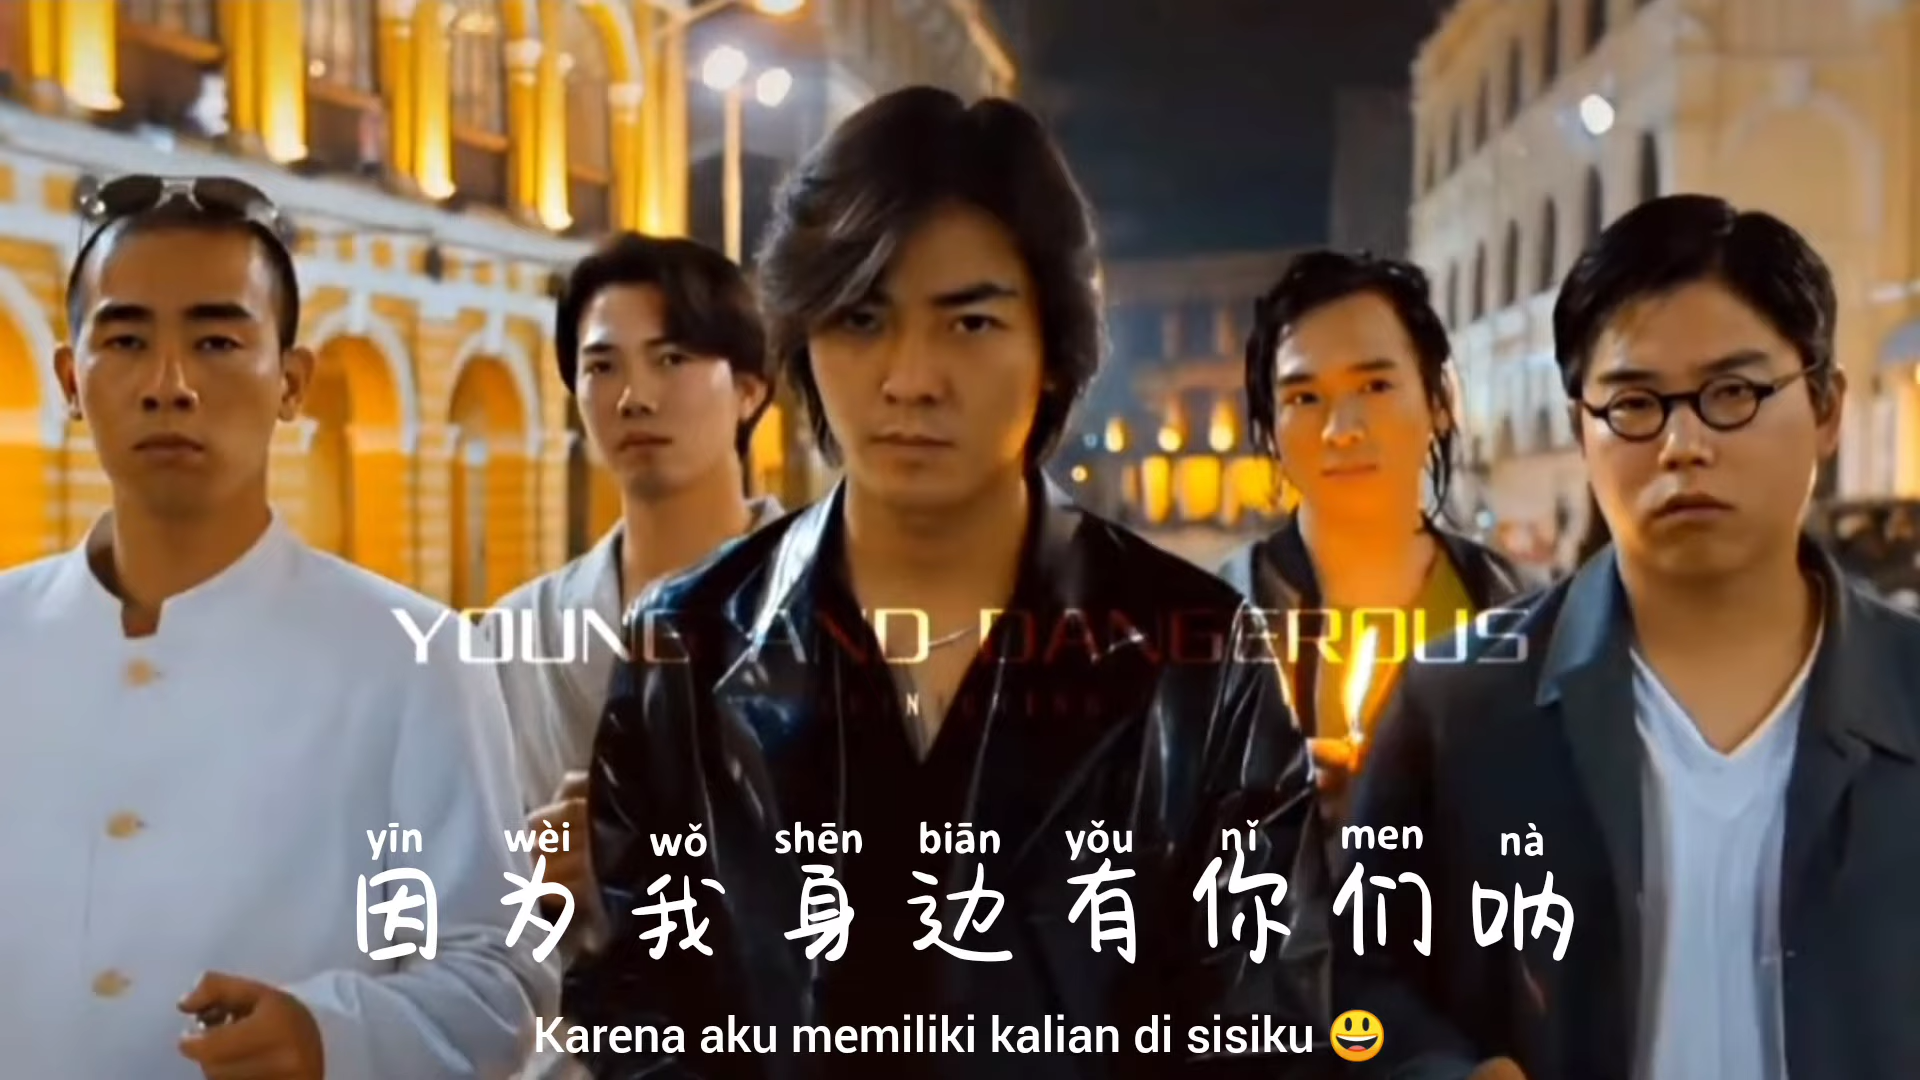 YOUNG AND DANGEROUS
yīn wèi wǒ shēn biān yǒu nǐ men nà
因为我身边有你们呐
Karena aku memiliki kalian di sisiku 😃